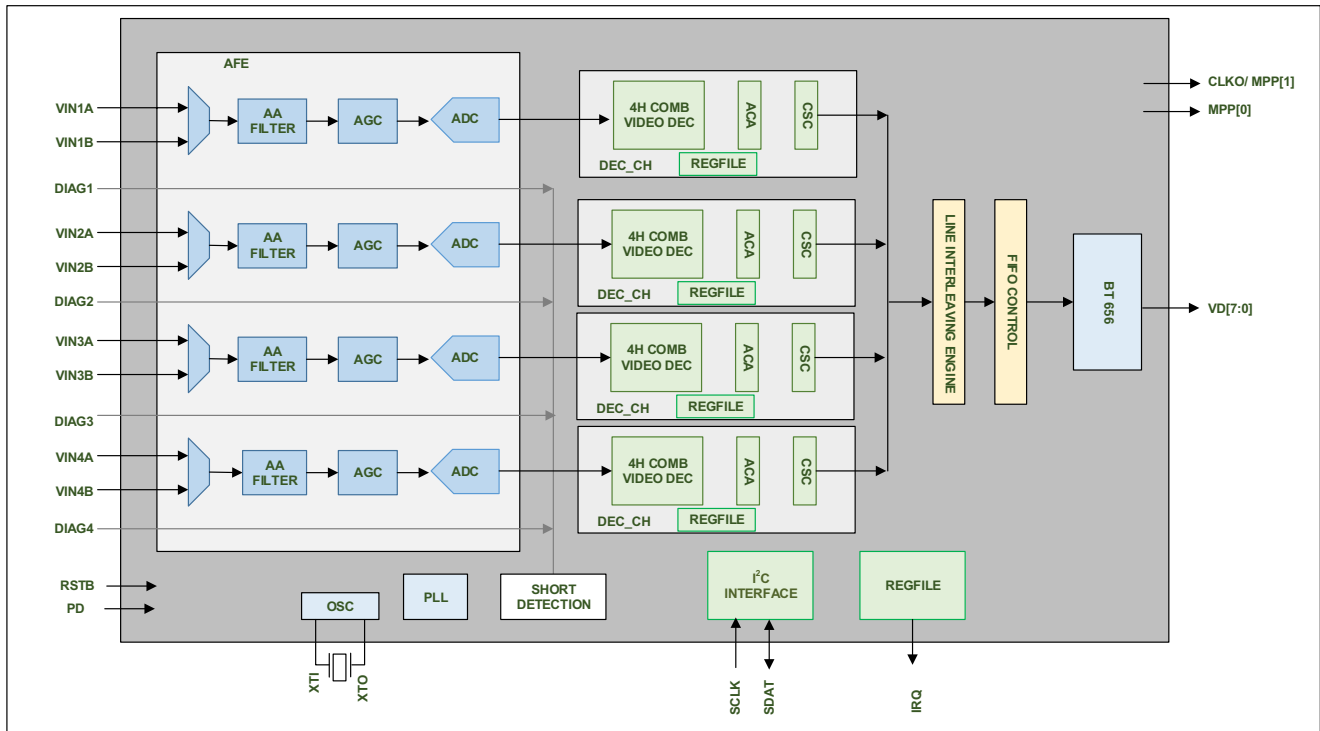 AFE
VIN1A
VIN1B
AA
FILTER
AGC
ADC
4H COMB
VIDEO DEC
ACA
CSC
DEC_CH
REGFILE
CLKO/ MPP[1]
MPP[0]
DIAG1
VIN2A
VIN2B
AA
FILTER
AGC
ADC
4H COMB
VIDEO DEC
ACA
CSC
DEC_CH
REGFILE
DIAG2
VIN3A
VIN3B
AA
FILTER
AGC
ADC
4H COMB
VIDEO DEC
ACA
CSC
DEC_CH
REGFILE
DIAG3
VIN4A
VIN4B
AA
FILTER
AGC
ADC
4H COMB
VIDEO DEC
ACA
CSC
DEC_CH
REGFILE
DIAG4
LINE INTERLEAVING ENGINE
FIFO CONTROL
BT 656
VD[7:0]
RSTB
PD
OSC
PLL
SHORT
DETECTION
I²C
INTERFACE
REGFILE
XTI
XTO
SCLK
SDAT
IRQ